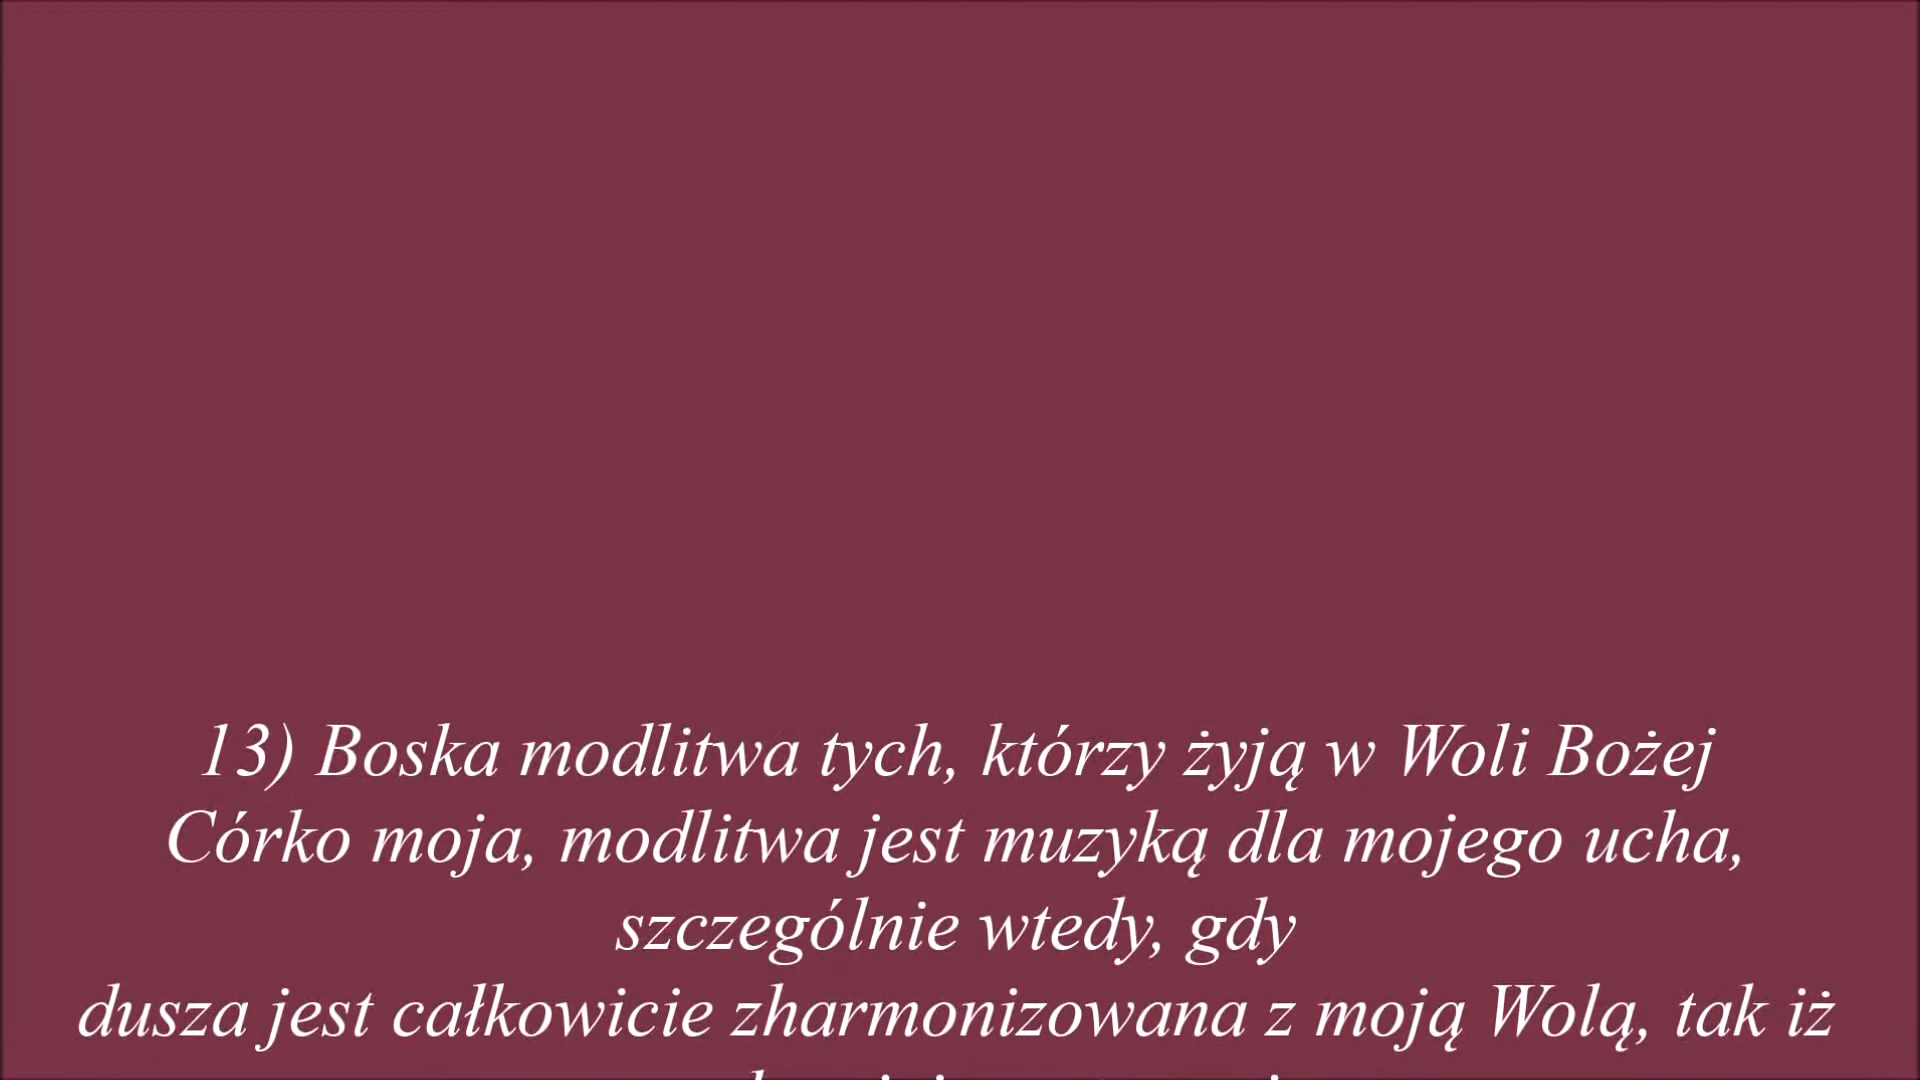 13) Boska modlitwa tych, którzy żyją w Woli Bożej
Córko moja, modlitwa jest muzyką dla mojego ucha,
szczególnie wtedy, gdy
dusza jest całkowicie zharmonizowana z moją Wolą, tak iż